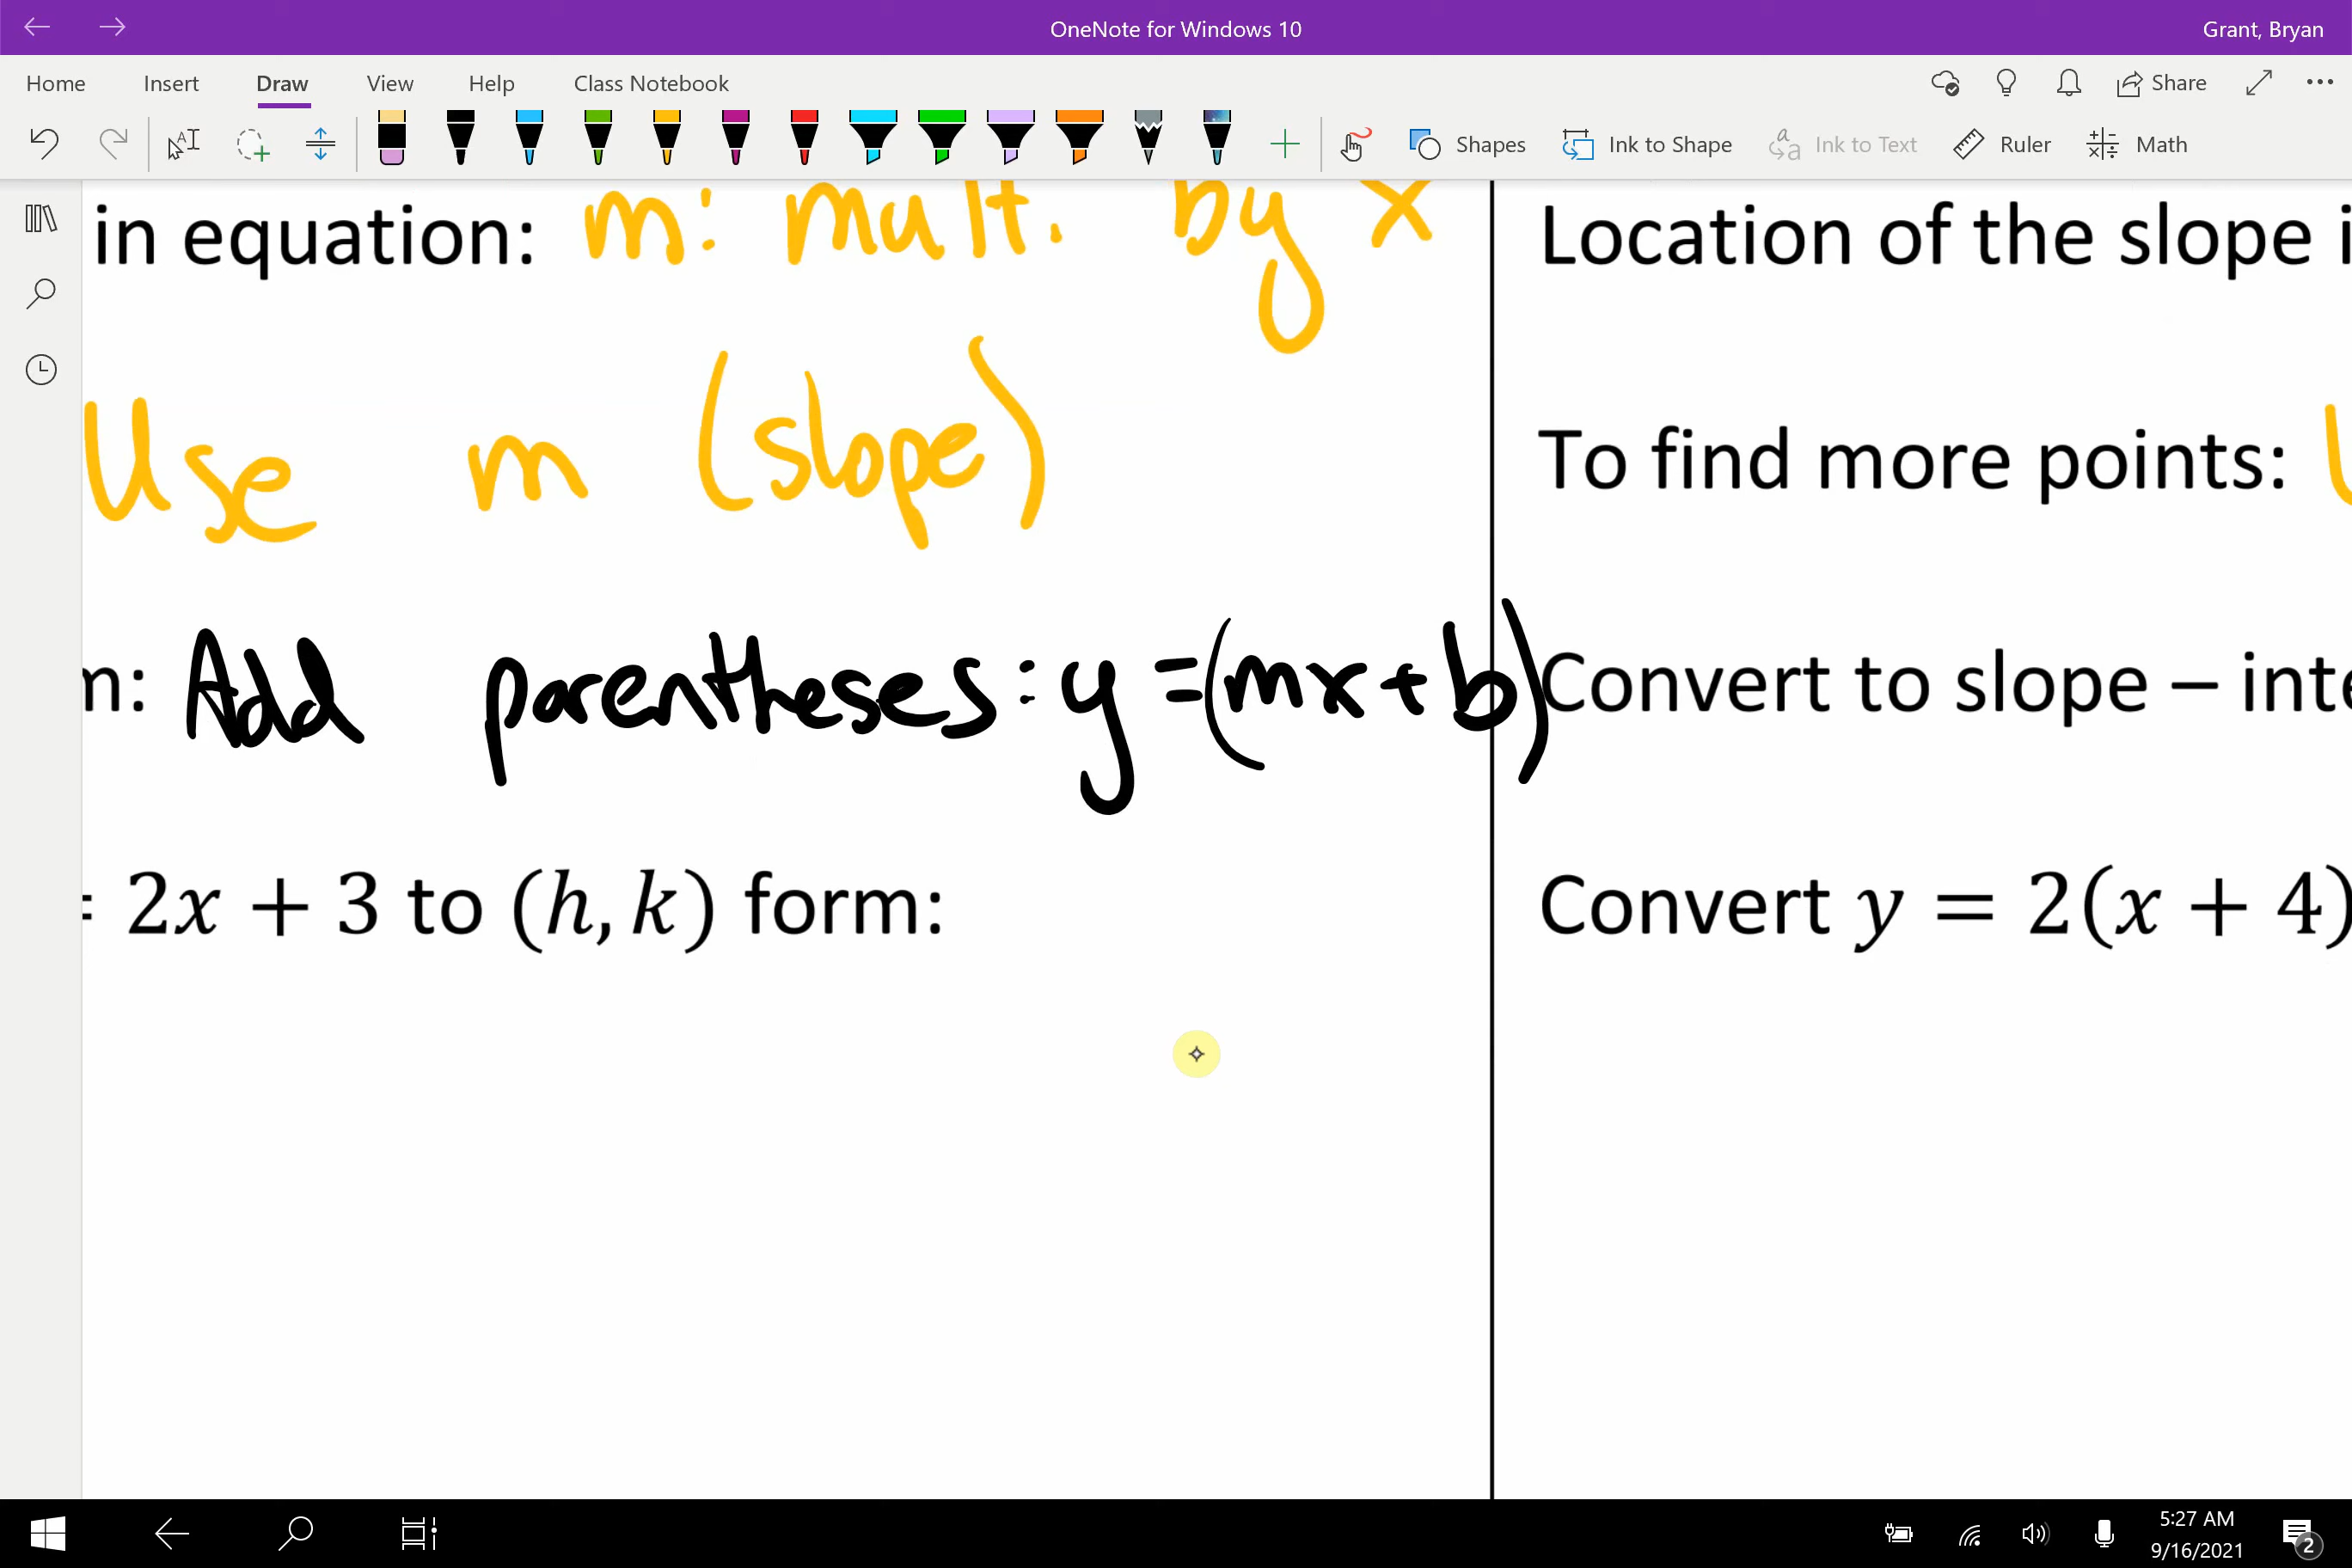 OneNote for Windows 10
Grant, Bryan
Home Insert Draw View Help Class Notebook
Share
Shapes Ink to Shape Ink to Text Ruler Math
in equation: m: mult. by x
Use m (slope)
m: Add parentheses: y = (mx+b)
= 2x + 3 to (h, k) form:
Location of the slope i
To find more points: U
Convert to slope – inte
Convert y = 2(x + 4)
5:27 AM
9/16/2021
2